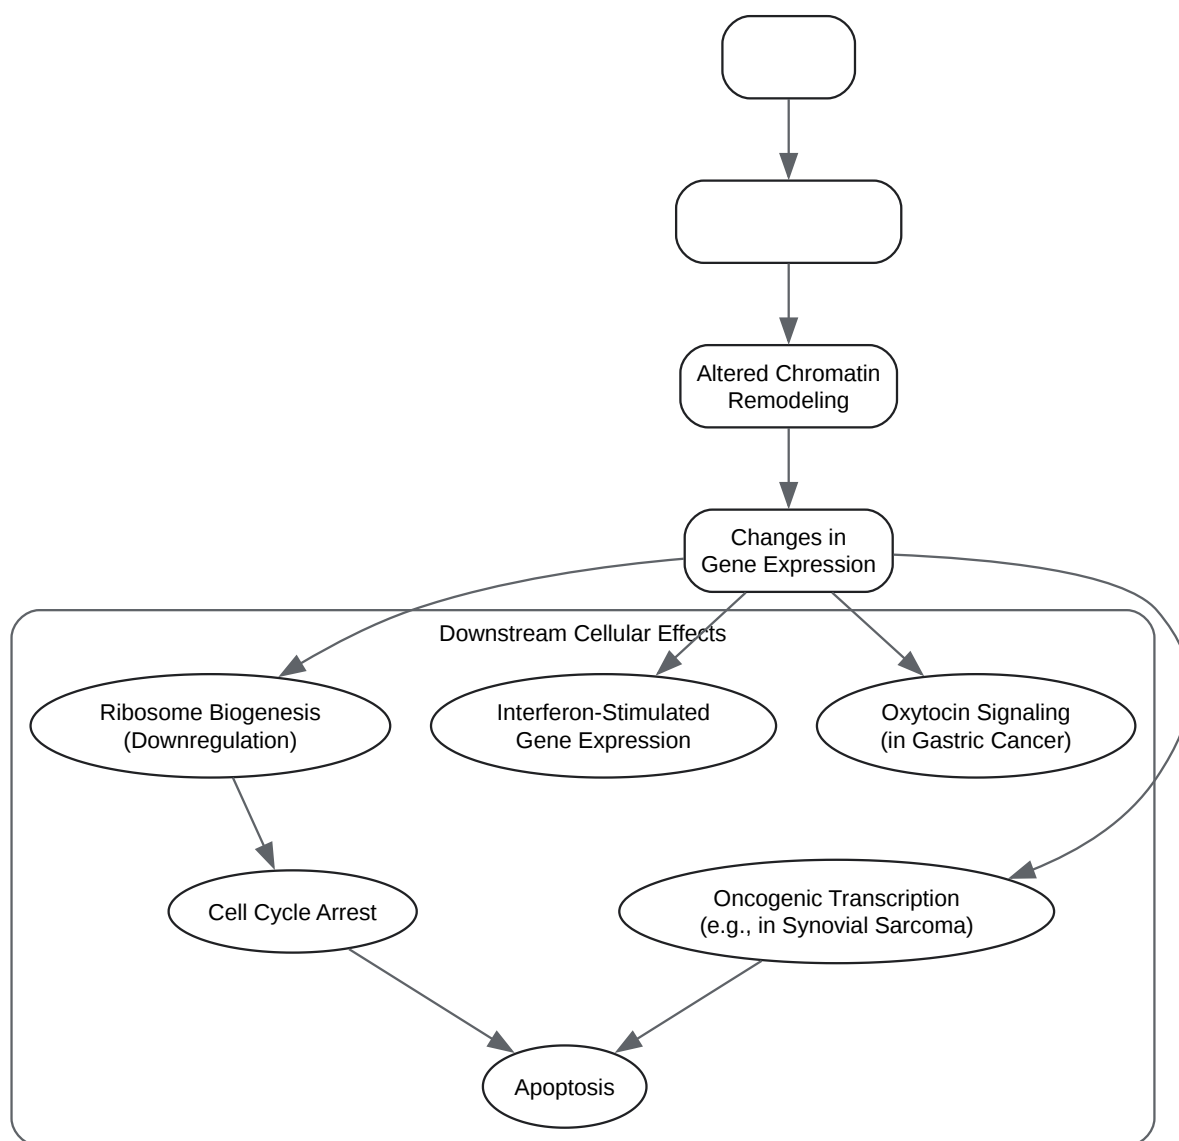 Altered Chromatin
Remodeling
Changes in
Gene Expression
Downstream Cellular Effects
Ribosome Biogenesis
(Downregulation)
Interferon-Stimulated
Gene Expression
Oxytocin Signaling
(in Gastric Cancer)
Cell Cycle Arrest
Oncogenic Transcription
(e.g., in Synovial Sarcoma)
Apoptosis